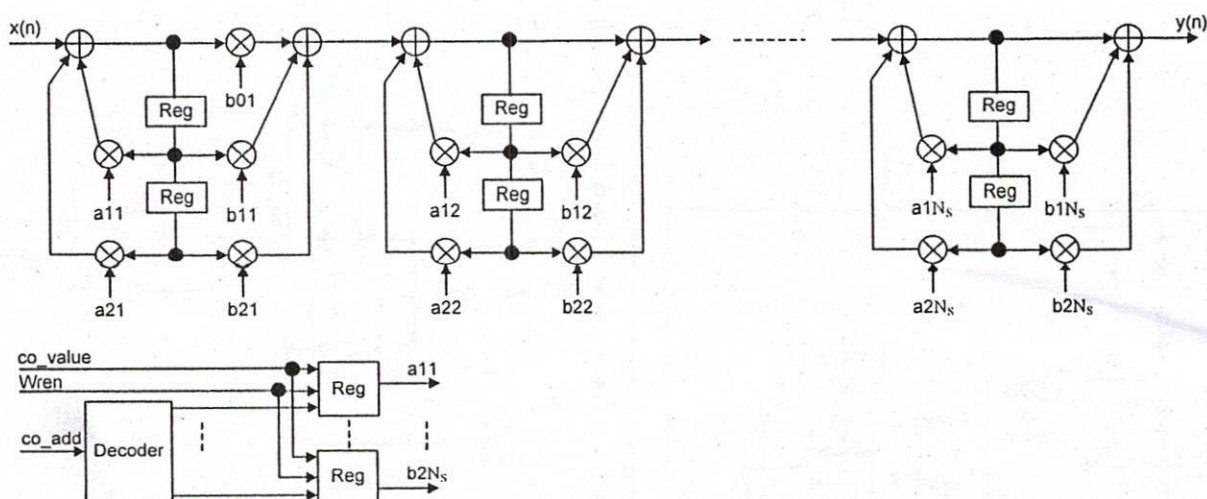 x(n)
y(n)
b01
Reg
Reg
Reg
a11
b11
a12
b12
a1Ns
b1Ns
Reg
Reg
Reg
a21
b21
a22
b22
a2Ns
b2Ns
co_value
Wren
Reg
a11
co_add
Decoder
Reg
b2Ns